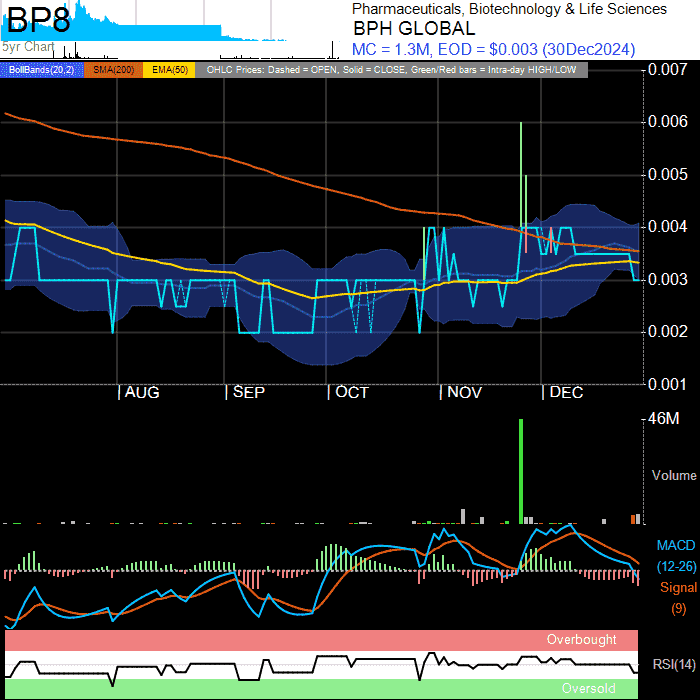 BP8
Pharmaceuticals, Biotechnology & Life Sciences
BPH GLOBAL
5yr Chart
MC = 1.3M, EOD = $0.003 (30Dec2024)
BollBands(20,2) SMA(200) EMA(50) OHLC Prices: Dashed = OPEN, Solid = CLOSE, Green/Red bars = Intra-day HIGH/LOW
0.007
0.006
0.005
0.004
0.003
0.002
0.001
AUG SEP OCT NOV DEC
46M
Volume
MACD
(12-26)
Signal
(9)
Overbought
RSI(14)
Oversold